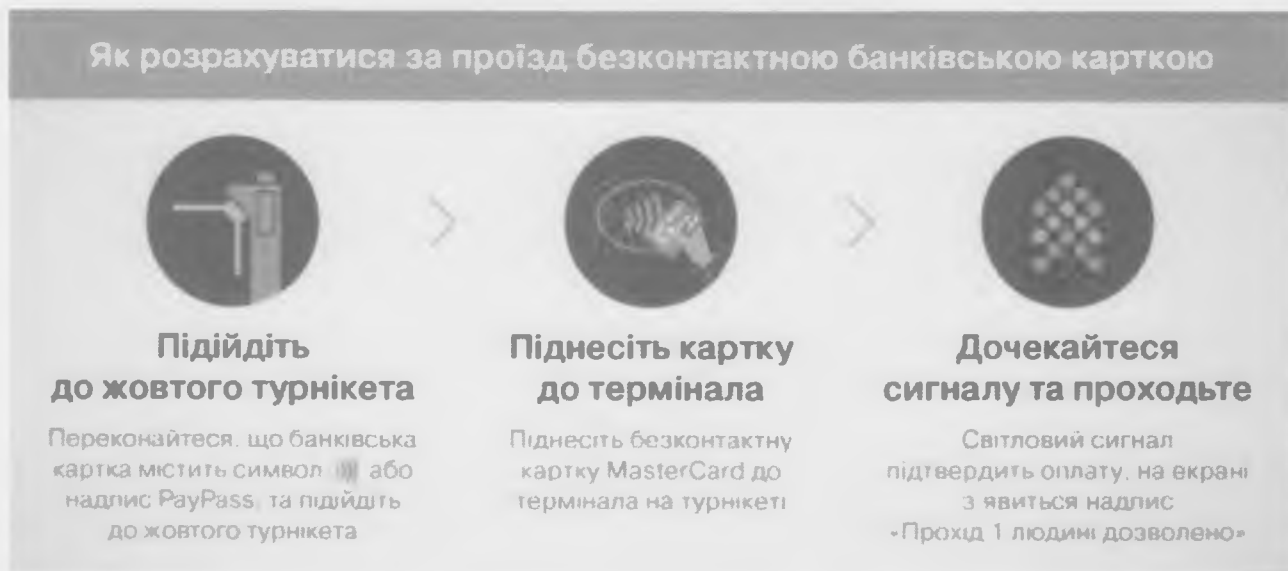 Як розрахуватися за проїзд безконтактною банківською карткою
Підійдіть
до жовтого турнікета
Переконайтеся, що банківська
картка містить символ або
надпис PayPass, та підійдіть
до жовтого турнікета
Піднесіть картку
до термінала
Піднесіть безконтактну
картку MasterCard до
термінала на турнікеті
Дочекайтеся
сигналу та проходьте
Світловий сигнал
підтвердить оплату, на екрані
з явиться надпис
«Прохід 1 людині дозволено»